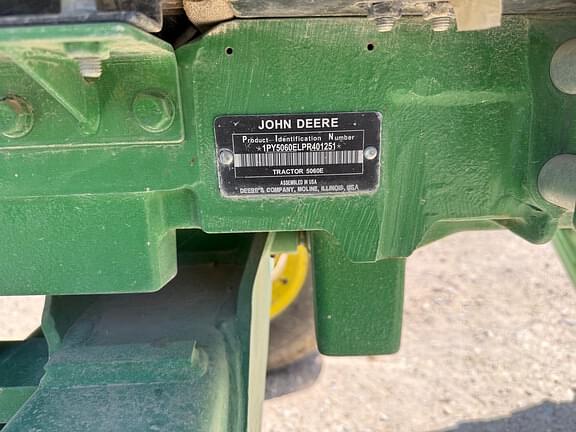 JOHN DEERE
Product Identification Number
*1PY5060ELPR401251*
TRACTOR 5060E
ASSEMBLED IN USA
DEERE & COMPANY, MOLINE, ILLINOIS, USA